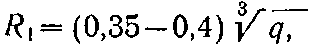 R₁ = (0,35—0,4) ∛q,